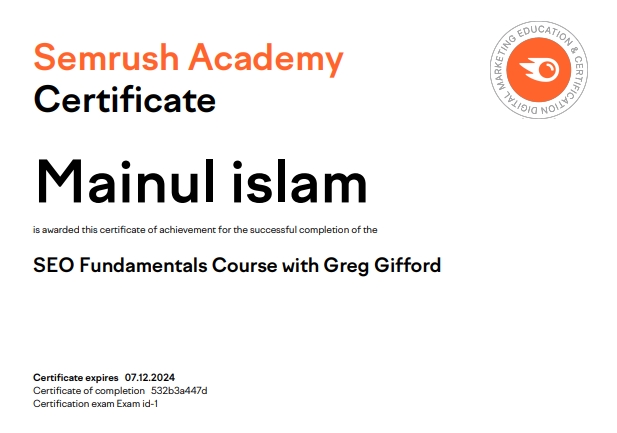 Semrush Academy
Certificate
DIGITAL MARKETING EDUCATION & CERTIFICATION
Mainul islam
is awarded this certificate of achievement for the successful completion of the
SEO Fundamentals Course with Greg Gifford
Certificate expires 07.12.2024
Certificate of completion 532b3a447d
Certification exam Exam id-1